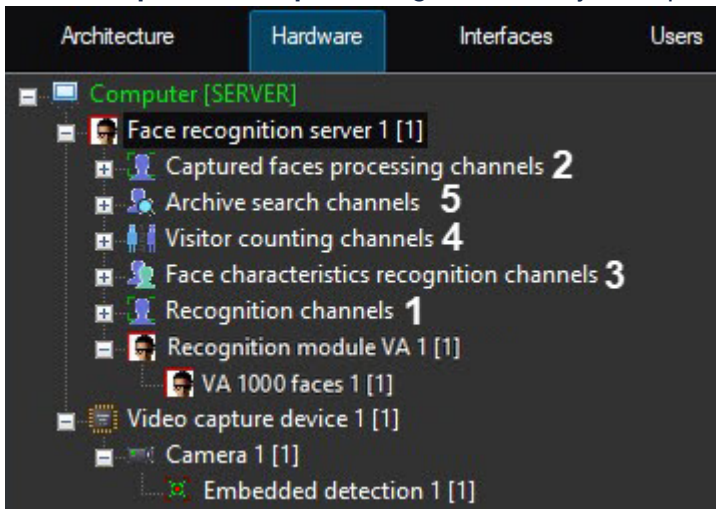 Architecture Hardware Interfaces Users
Computer [SERVER]
Face recognition server 1 [1]
Captured faces processing channels 2
Archive search channels 5
Visitor counting channels 4
Face characteristics recognition channels 3
Recognition channels 1
Recognition module VA 1 [1]
VA 1000 faces 1 [1]
Video capture device 1 [1]
Camera 1 [1]
Embedded detection 1 [1]